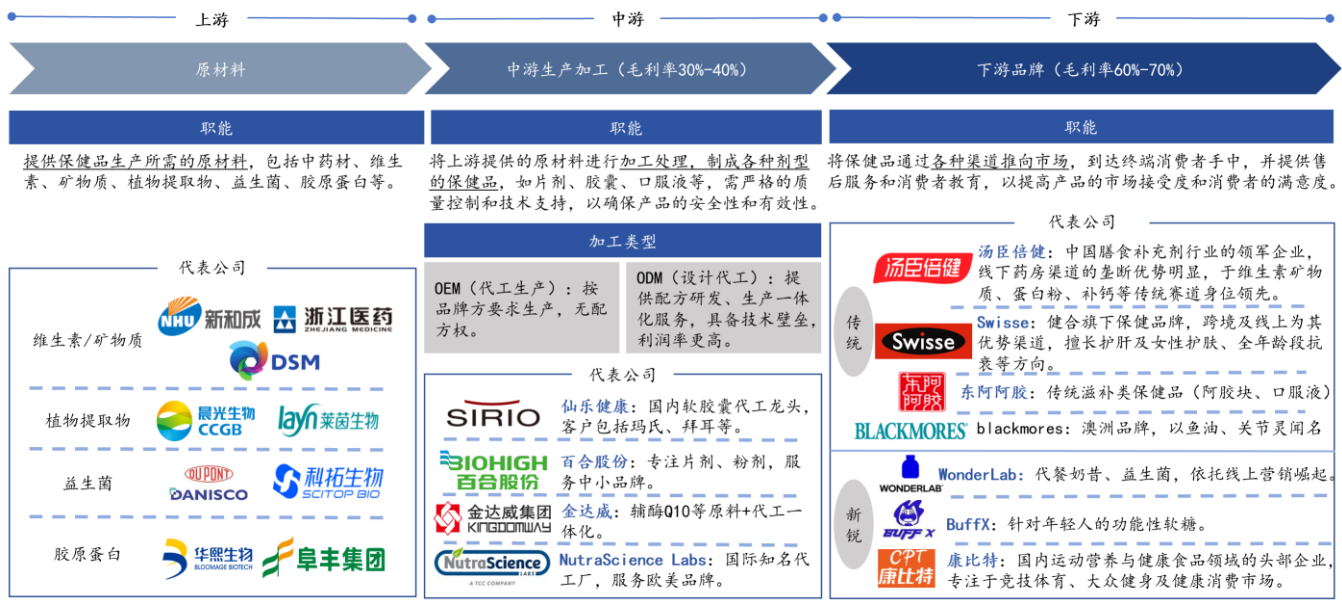 上游
中游
下游
原材料
中游生产加工（毛利率30%-40%）
下游品牌（毛利率60%-70%）
职能
提供保健品生产所需的原材料，包括中药材、维生
素、矿物质、植物提取物、益生菌、胶原蛋白等。
代表公司
维生素/矿物质
NHU 新和成
浙江医药
ZHEJIANG MEDICINE
DSM
植物提取物
晨光生物
CCGB
layn 莱茵生物
益生菌
DUPONT
DANISCO
科拓生物
SCITOP BIO
胶原蛋白
华熙生物
BLOOMAGE BIOTECH
阜丰集团
职能
将上游提供的原材料进行加工处理，制成各种剂型
的保健品，如片剂、胶囊、口服液等，需严格的质
量控制和技术支持，以确保产品的安全性和有效性。
加工类型
OEM（代工生产）：按
品牌方要求生产，无配
方权。
ODM（设计代工）：提
供配方研发、生产一体
化服务，具备技术壁垒，
利润率更高。
代表公司
SIRIO
仙乐健康：国内软胶囊代工龙头，
客户包括玛氏、拜耳等。
BIOHIGH
百合股份
百合股份：专注片剂、粉剂，服
务中小品牌。
金达威集团
KINGDOMWAY
金达威：辅酶Q10等原料+代工一
体化。
NutraScience
LABS
A TCC COMPANY
NutraScience Labs：国际知名代
工厂，服务欧美品牌。
职能
将保健品通过各种渠道推向市场，到达终端消费者手中，并提供售
后服务和消费者教育，以提高产品的市场接受度和消费者的满意度。
代表公司
传统
汤臣倍健
汤臣倍健：中国膳食补充剂行业的领军企业，
线下药房渠道的垄断优势明显，于维生素矿物
质、蛋白粉、补钙等传统赛道身位领先。
Swisse
Swisse：健合旗下保健品牌，跨境及线上为其
优势渠道，擅长护肝及女性护肤、全年龄段抗
衰等方向。
东阿阿胶
东阿阿胶：传统滋补类保健品（阿胶块、口服液）
BLACKMORES
blackmores：澳洲品牌，以鱼油、关节灵闻名
新锐
WONDERLAB
WonderLab：代餐奶昔、益生菌，依托线上营销崛起。
BUFF X
BuffX：针对年轻人的功能性软糖。
CPT
康比特
康比特：国内运动营养与健康食品领域的头部企业，
专注于竞技体育、大众健身及健康消费市场。